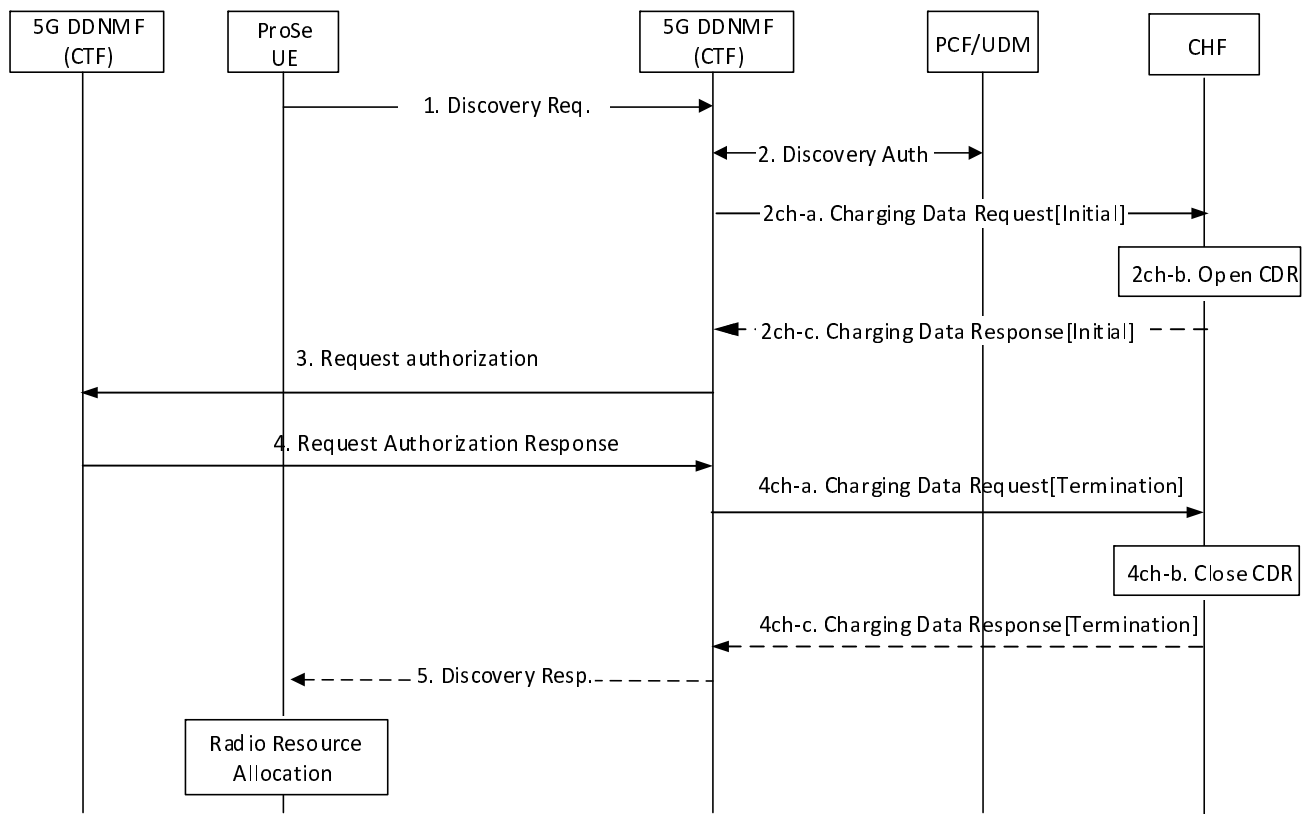 5G DDNMF
(CTF)
ProSe
UE
5G DDNMF
(CTF)
PCF/UDM
CHF
1. Discovery Req.
2. Discovery Auth
2ch-a. Charging Data Request[Initial]
2ch-b. Open CDR
2ch-c. Charging Data Response[Initial]
3. Request authorization
4. Request Authorization Response
4ch-a. Charging Data Request[Termination]
4ch-b. Close CDR
4ch-c. Charging Data Response[Termination]
5. Discovery Resp.
Radio Resource
Allocation